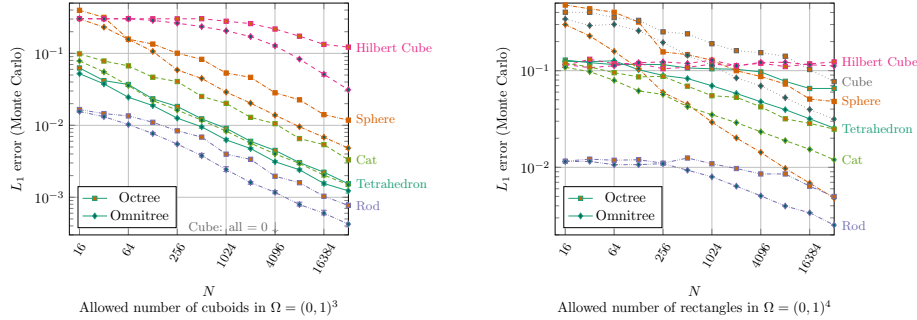 10⁻¹
10⁻²
10⁻³
L₁ error (Monte Carlo)
Hilbert Cube
Sphere
Cat
Tetrahedron
Rod
Octree
Omnitree
Cube: all = 0 ↓
16
64
256
1024
4096
16384
N
Allowed number of cuboids in Ω = (0, 1)³
10⁻¹
10⁻²
L₁ error (Monte Carlo)
Hilbert Cube
Cube
Sphere
Tetrahedron
Cat
Rod
Octree
Omnitree
16
64
256
1024
4096
16384
N
Allowed number of rectangles in Ω = (0, 1)⁴